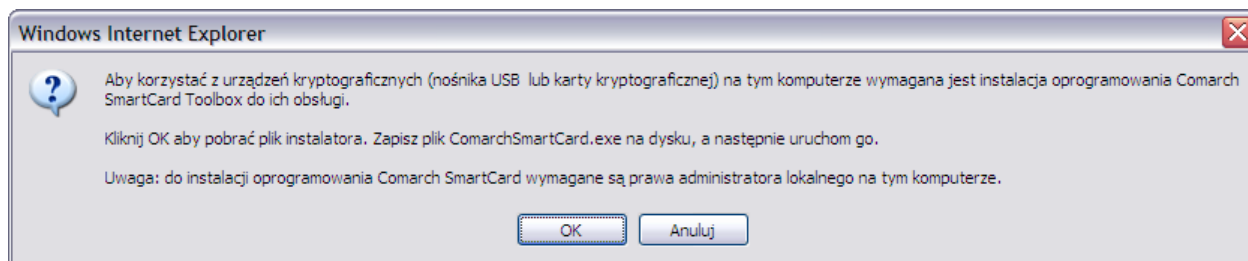 Windows Internet Explorer
Aby korzystać z urządzeń kryptograficznych (nośnika USB lub karty kryptograficznej) na tym komputerze wymagana jest instalacja oprogramowania Comarch
SmartCard Toolbox do ich obsługi.
Kliknij OK aby pobrać plik instalatora. Zapisz plik ComarchSmartCard.exe na dysku, a następnie uruchom go.
Uwaga: do instalacji oprogramowania Comarch SmartCard wymagane są prawa administratora lokalnego na tym komputerze.
OK Anuluj